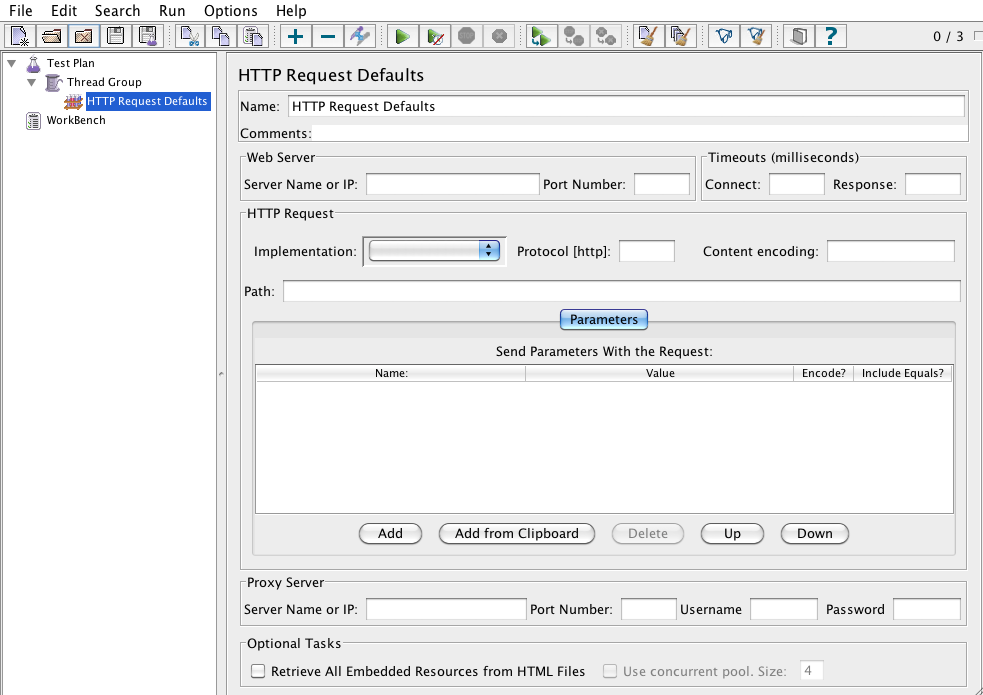 File Edit Search Run Options Help
0 / 3
Test Plan
Thread Group
HTTP Request Defaults
WorkBench
HTTP Request Defaults
Name: HTTP Request Defaults
Comments:
Web Server
Server Name or IP: Port Number:
Timeouts (milliseconds)
Connect: Response:
HTTP Request
Implementation: Protocol [http]: Content encoding:
Path:
Parameters
Send Parameters With the Request:
Name: Value Encode? Include Equals?
Add Add from Clipboard Delete Up Down
Proxy Server
Server Name or IP: Port Number: Username Password
Optional Tasks
Retrieve All Embedded Resources from HTML Files Use concurrent pool. Size: 4